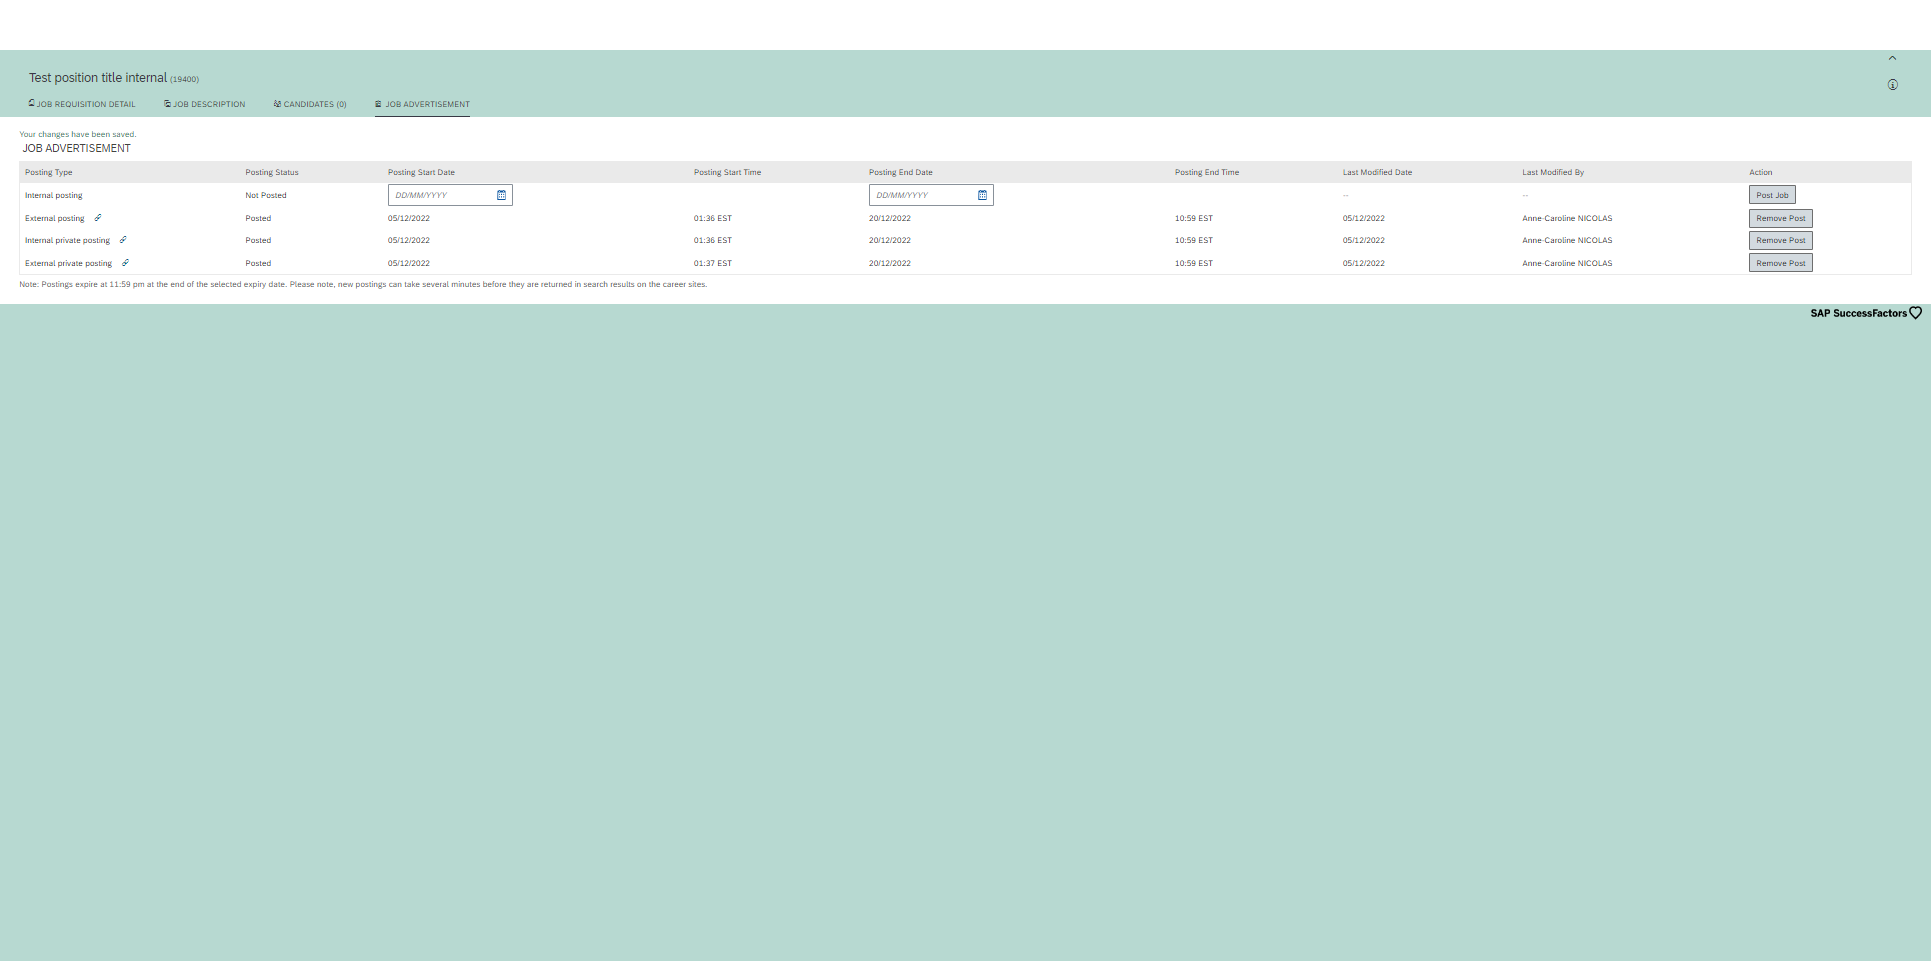 Test position title internal (19400)
JOB REQUISITION DETAIL JOB DESCRIPTION CANDIDATES (0) JOB ADVERTISEMENT
Your changes have been saved.
JOB ADVERTISEMENT
Posting Type Posting Status Posting Start Date Posting Start Time Posting End Date Posting End Time Last Modified Date Last Modified By Action
Internal posting Not Posted DD/MM/YYYY DD/MM/YYYY -- -- Post Job
External posting Posted 05/12/2022 01:36 EST 20/12/2022 10:59 EST 05/12/2022 Anne-Caroline NICOLAS Remove Post
Internal private posting Posted 05/12/2022 01:36 EST 20/12/2022 10:59 EST 05/12/2022 Anne-Caroline NICOLAS Remove Post
External private posting Posted 05/12/2022 01:37 EST 20/12/2022 10:59 EST 05/12/2022 Anne-Caroline NICOLAS Remove Post
Note: Postings expire at 11:59 pm at the end of the selected expiry date. Please note, new postings can take several minutes before they are returned in search results on the career sites.
SAP SuccessFactors